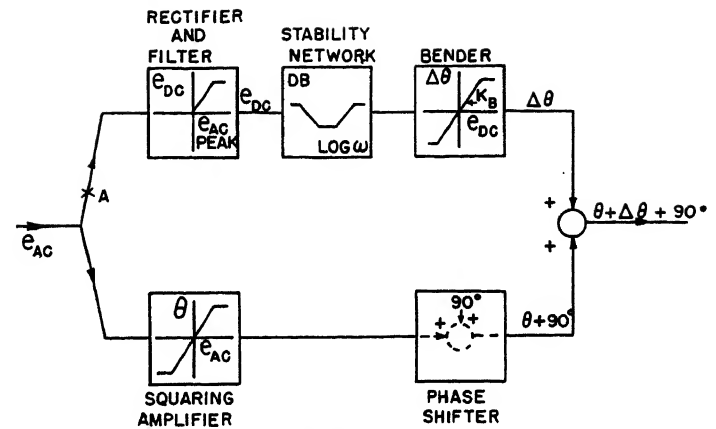 RECTIFIER
AND
FILTER
STABILITY
NETWORK
BENDER
e_DC
e_AC
PEAK
e_DC
DB
LOG ω
Δθ
K_B
e_DC
Δθ
A
e_AC
+
+
θ+Δθ+90°
θ
e_AC
90°
+
+
θ+90°
SQUARING
AMPLIFIER
PHASE
SHIFTER